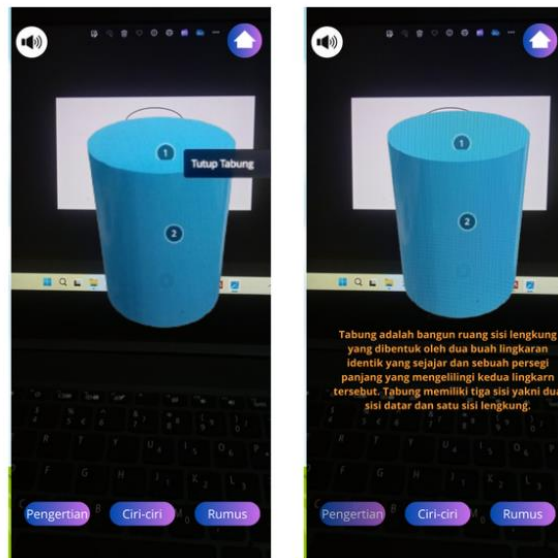 1
Tutup Tabung
2
Pengertian
Ciri-ciri
Rumus
1
2
Tabung adalah bangun ruang sisi lengkung
yang dibentuk oleh dua buah lingkaran
identik yang sejajar dan sebuah persegi
panjang yang mengelilingi kedua lingkarn
tersebut. Tabung memiliki tiga sisi yakni dua
sisi datar dan satu sisi lengkung.
Pengertian
Ciri-ciri
Rumus